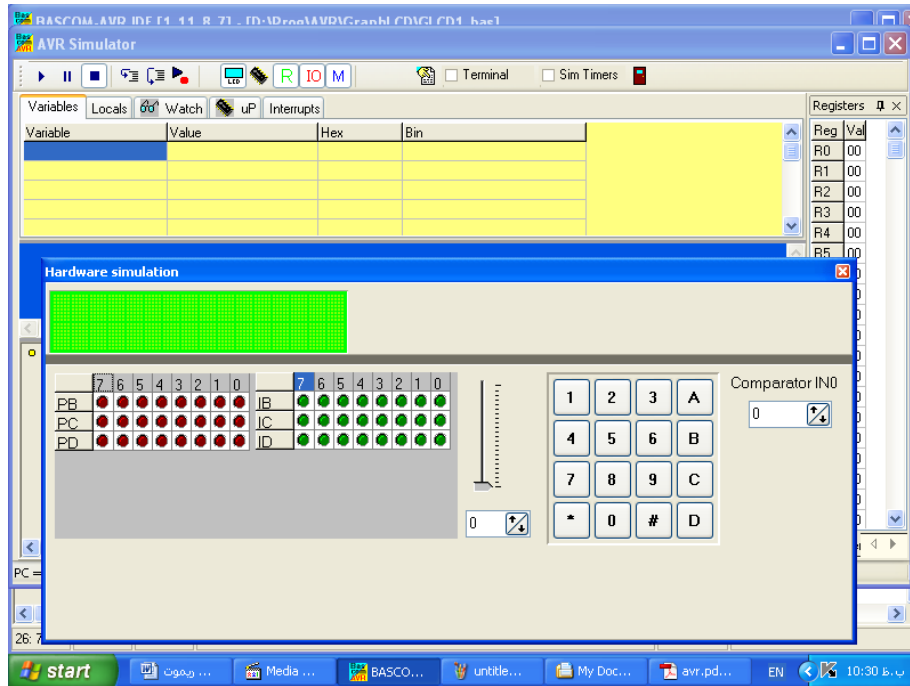 BASCOM-AVR IDE [1.11.8.7] - [D:\Prog\AVR\GraphLCD\GLCD1.bas]
AVR Simulator
R IO M Terminal Sim Timers
Variables Locals Watch uP Interrupts
Registers
Variable Value Hex Bin
Reg Val
R0 00
R1 00
R2 00
R3 00
R4 00
R5 00
Hardware simulation
7 6 5 4 3 2 1 0
PB
PC
PD
7 6 5 4 3 2 1 0
IB
IC
ID
0
1 2 3 A
4 5 6 B
7 8 9 C
* 0 # D
Comparator IN0
0
PC =
26: 7
start ریموت ... Media ... BASCO... untitle... My Doc... avr.pd... EN 10:30 ب.ظ